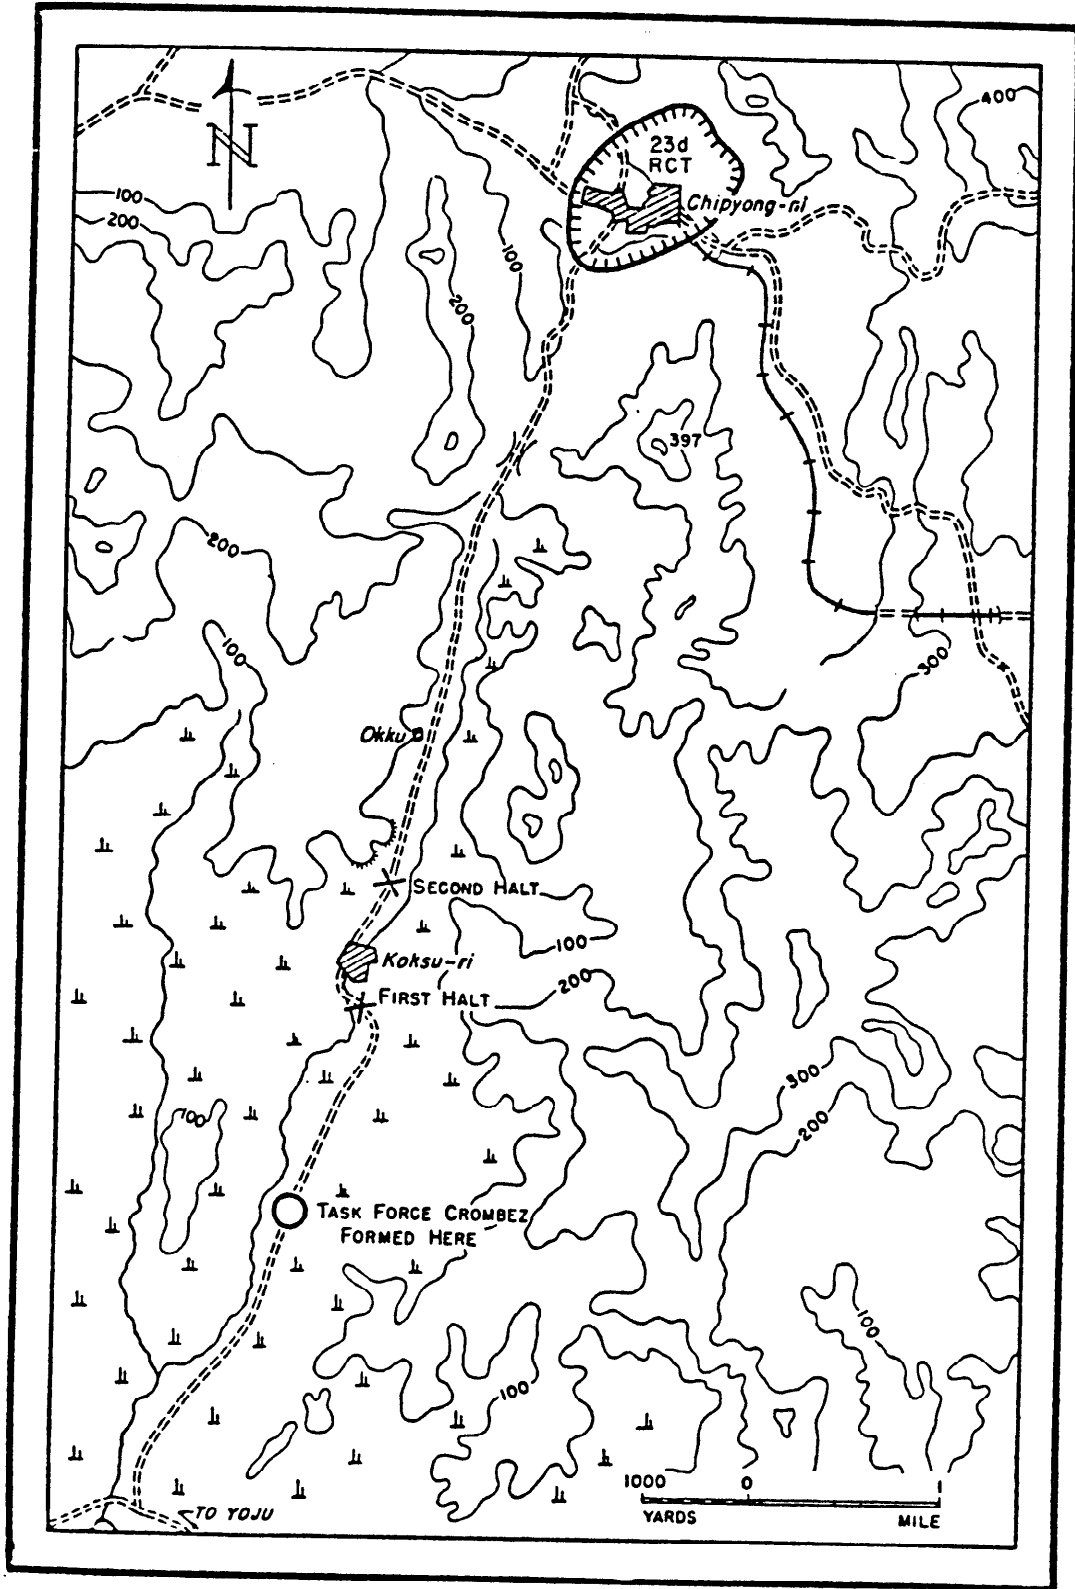 N
400
23d
RCT
Chipyong-ni
100
200
100
200
397
200
100
300
Okku
SECOND HALT
100
Koksu-ri
200
FIRST HALT
300
100
200
TASK FORCE CROMBEZ
FORMED HERE
100
100
1000 0 1
YARDS MILE
TO YOJU